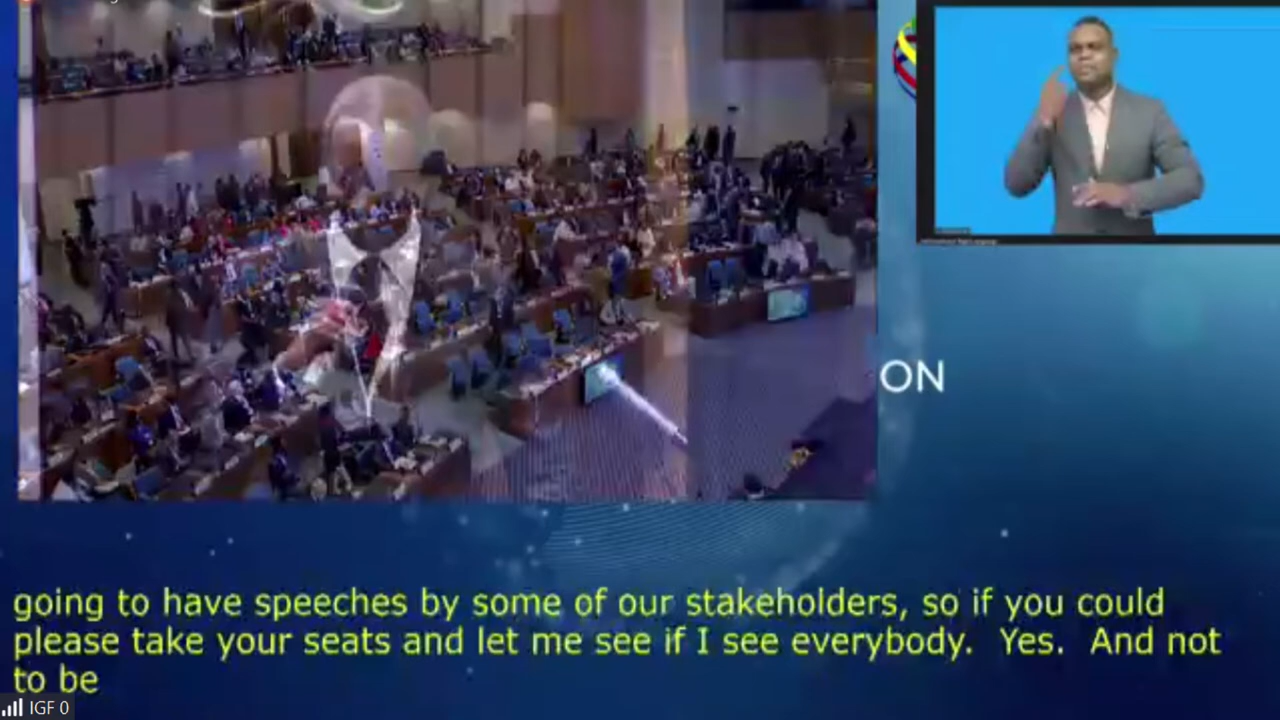 ON
going to have speeches by some of our stakeholders, so if you could
please take your seats and let me see if I see everybody.  Yes.  And not
to be
IGF 0